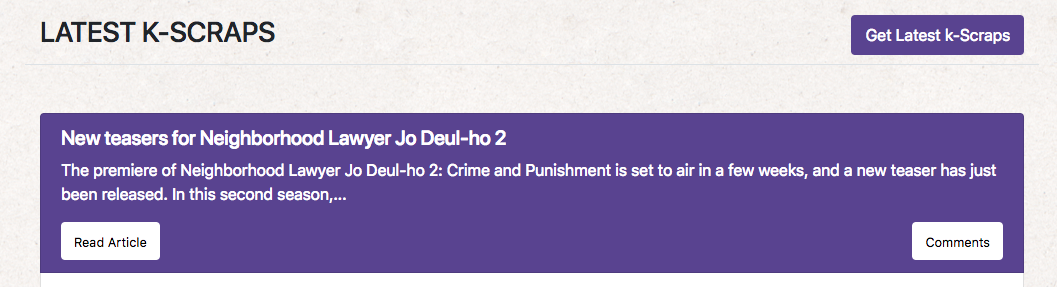 LATEST K-SCRAPS
Get Latest k-Scraps
New teasers for Neighborhood Lawyer Jo Deul-ho 2
The premiere of Neighborhood Lawyer Jo Deul-ho 2: Crime and Punishment is set to air in a few weeks, and a new teaser has just
been released. In this second season,...
Read Article
Comments